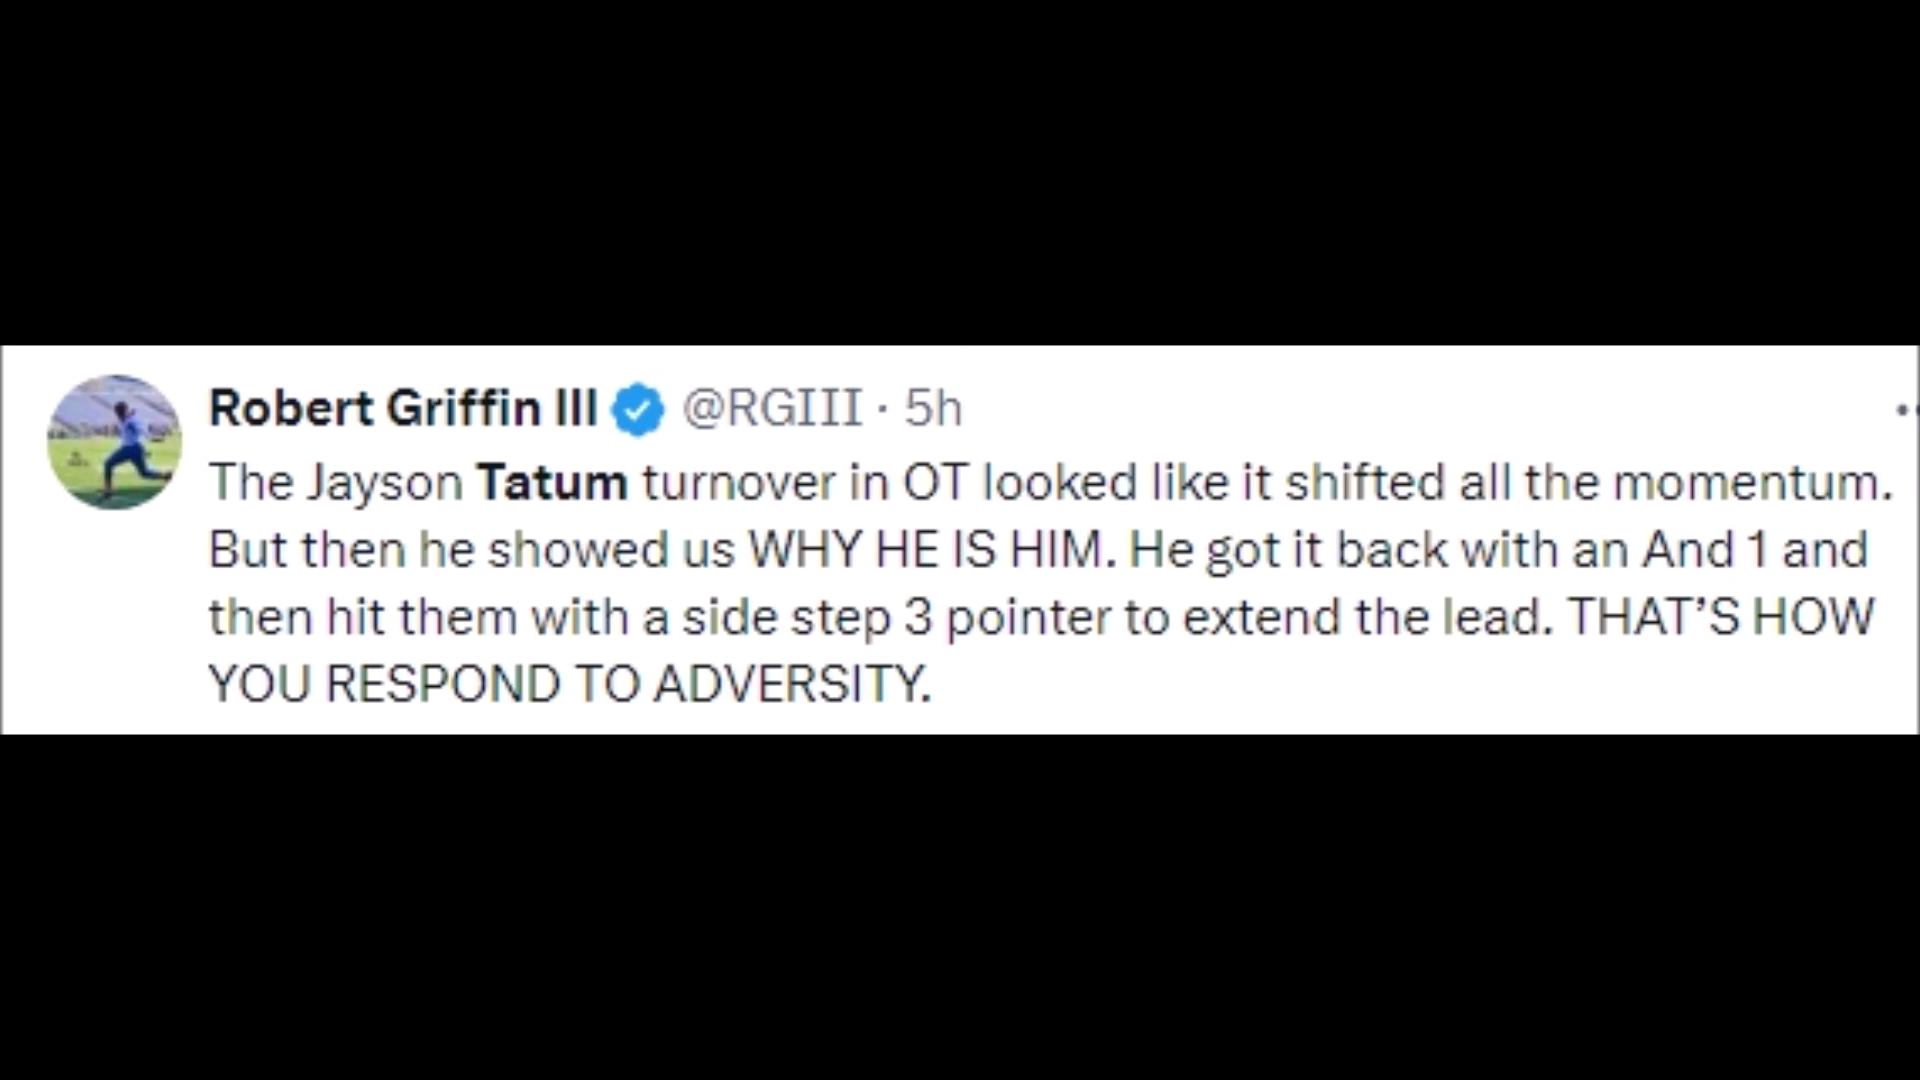 Robert Griffin III @RGIII · 5h
The Jayson Tatum turnover in OT looked like it shifted all the momentum.
But then he showed us WHY HE IS HIM. He got it back with an And 1 and
then hit them with a side step 3 pointer to extend the lead. THAT’S HOW
YOU RESPOND TO ADVERSITY.